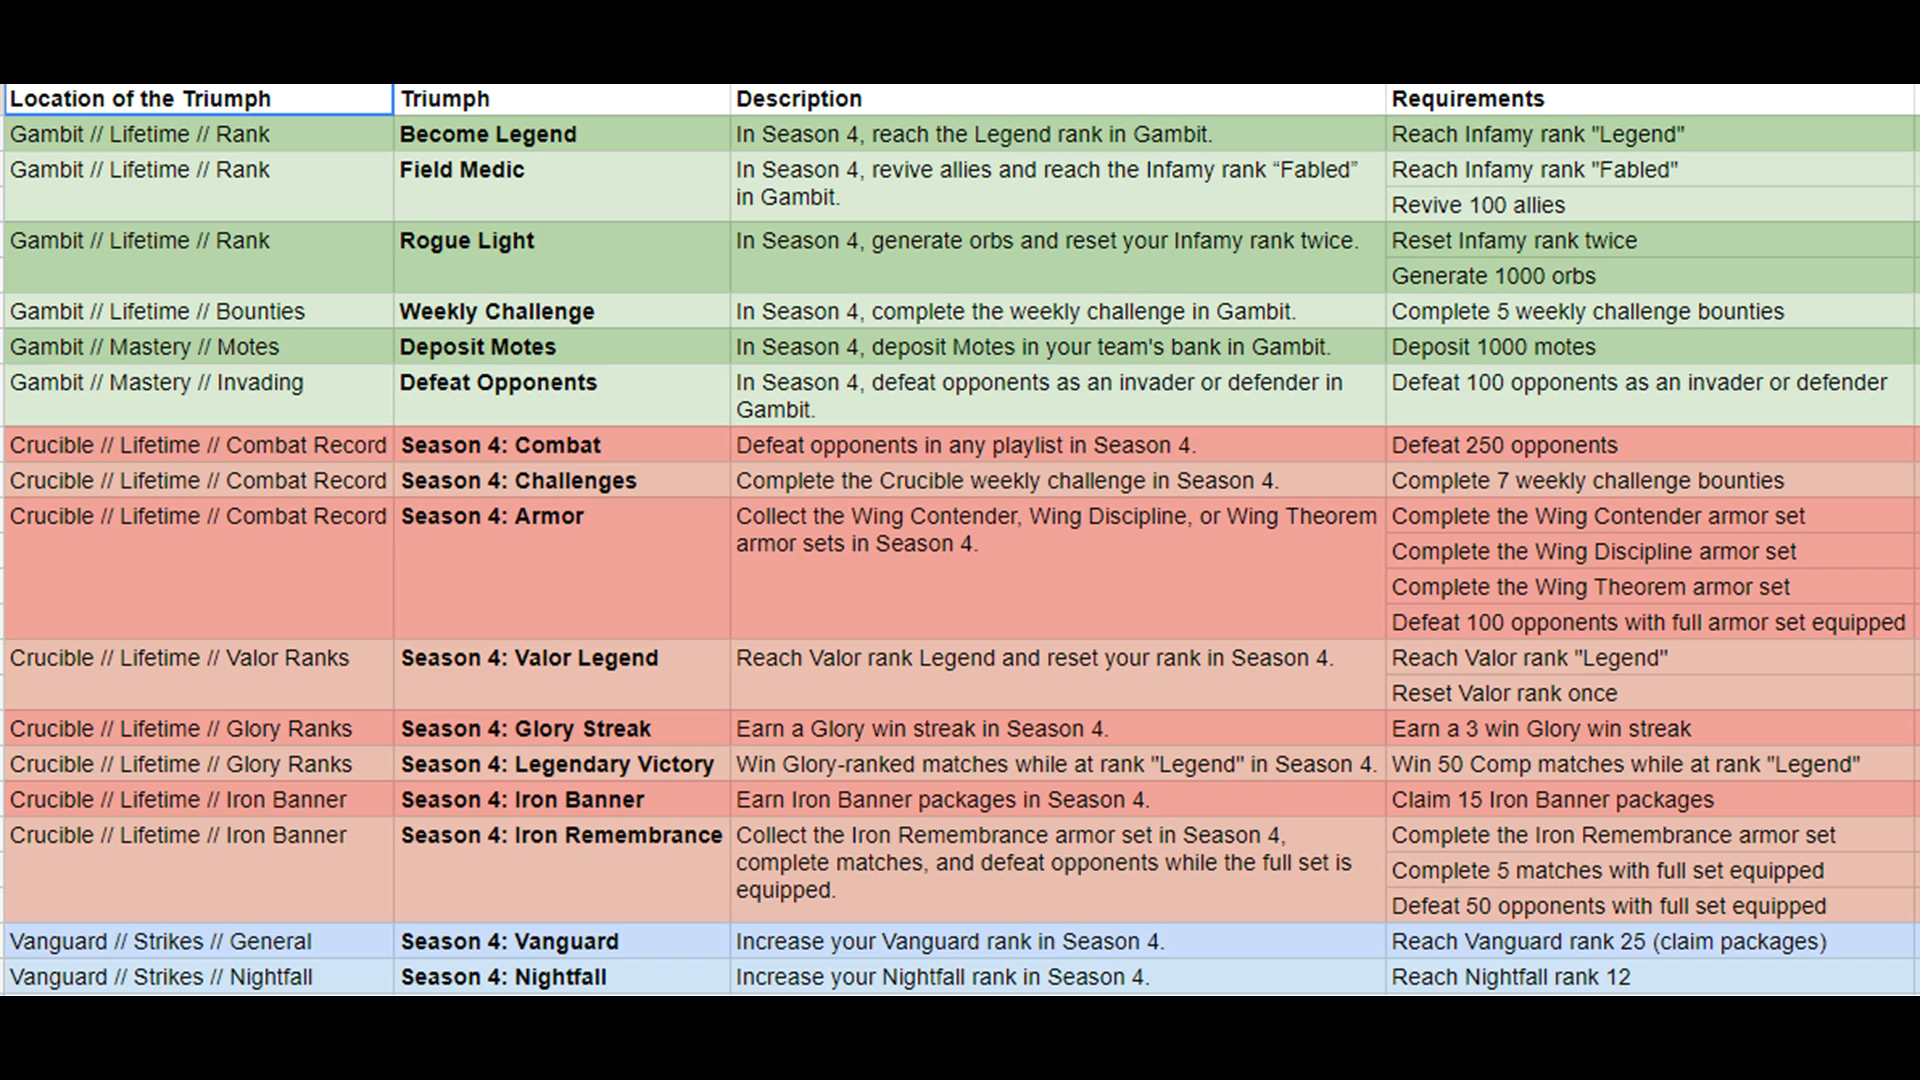 Location of the Triumph Triumph Description Requirements
Gambit // Lifetime // Rank Become Legend In Season 4, reach the Legend rank in Gambit. Reach Infamy rank "Legend"
Gambit // Lifetime // Rank Field Medic In Season 4, revive allies and reach the Infamy rank “Fabled” Reach Infamy rank "Fabled"
in Gambit. Revive 100 allies
Gambit // Lifetime // Rank Rogue Light In Season 4, generate orbs and reset your Infamy rank twice. Reset Infamy rank twice
Generate 1000 orbs
Gambit // Lifetime // Bounties Weekly Challenge In Season 4, complete the weekly challenge in Gambit. Complete 5 weekly challenge bounties
Gambit // Mastery // Motes Deposit Motes In Season 4, deposit Motes in your team's bank in Gambit. Deposit 1000 motes
Gambit // Mastery // Invading Defeat Opponents In Season 4, defeat opponents as an invader or defender in Defeat 100 opponents as an invader or defender
Gambit.
Crucible // Lifetime // Combat Record Season 4: Combat Defeat opponents in any playlist in Season 4. Defeat 250 opponents
Crucible // Lifetime // Combat Record Season 4: Challenges Complete the Crucible weekly challenge in Season 4. Complete 7 weekly challenge bounties
Crucible // Lifetime // Combat Record Season 4: Armor Collect the Wing Contender, Wing Discipline, or Wing Theorem Complete the Wing Contender armor set
armor sets in Season 4. Complete the Wing Discipline armor set
Complete the Wing Theorem armor set
Defeat 100 opponents with full armor set equipped
Crucible // Lifetime // Valor Ranks Season 4: Valor Legend Reach Valor rank Legend and reset your rank in Season 4. Reach Valor rank "Legend"
Reset Valor rank once
Crucible // Lifetime // Glory Ranks Season 4: Glory Streak Earn a Glory win streak in Season 4. Earn a 3 win Glory win streak
Crucible // Lifetime // Glory Ranks Season 4: Legendary Victory Win Glory-ranked matches while at rank "Legend" in Season 4. Win 50 Comp matches while at rank "Legend"
Crucible // Lifetime // Iron Banner Season 4: Iron Banner Earn Iron Banner packages in Season 4. Claim 15 Iron Banner packages
Crucible // Lifetime // Iron Banner Season 4: Iron Remembrance Collect the Iron Remembrance armor set in Season 4, Complete the Iron Remembrance armor set
complete matches, and defeat opponents while the full set is Complete 5 matches with full set equipped
equipped. Defeat 50 opponents with full set equipped
Vanguard // Strikes // General Season 4: Vanguard Increase your Vanguard rank in Season 4. Reach Vanguard rank 25 (claim packages)
Vanguard // Strikes // Nightfall Season 4: Nightfall Increase your Nightfall rank in Season 4. Reach Nightfall rank 12